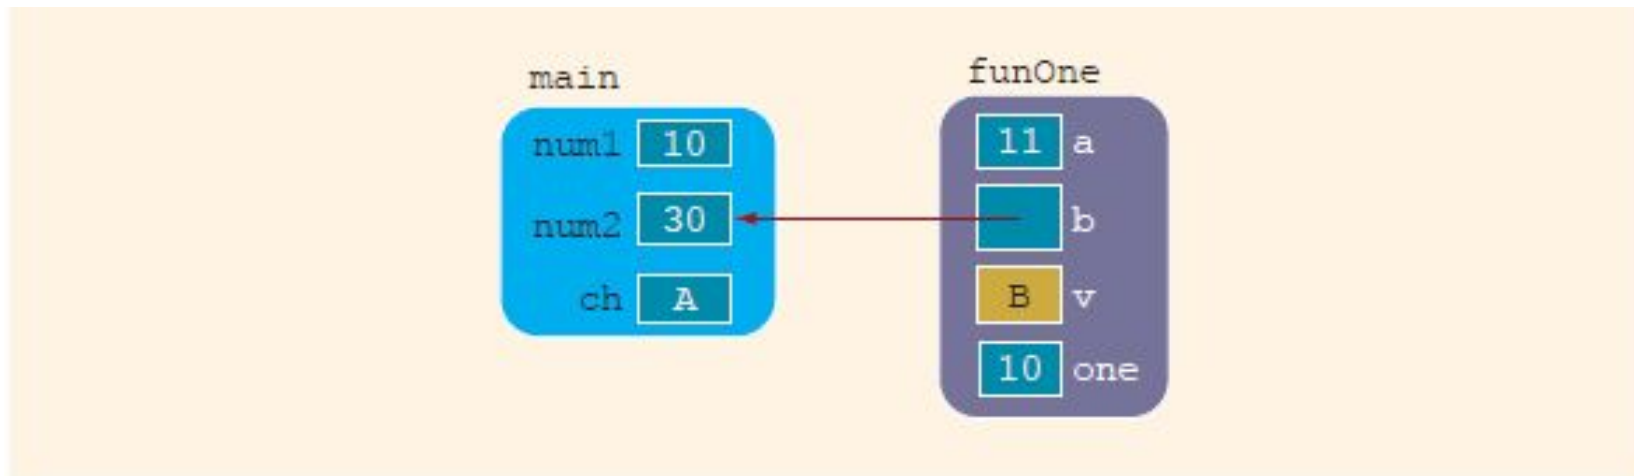 main
num1 10
num2 30
ch A
funOne
11 a
b
B v
10 one